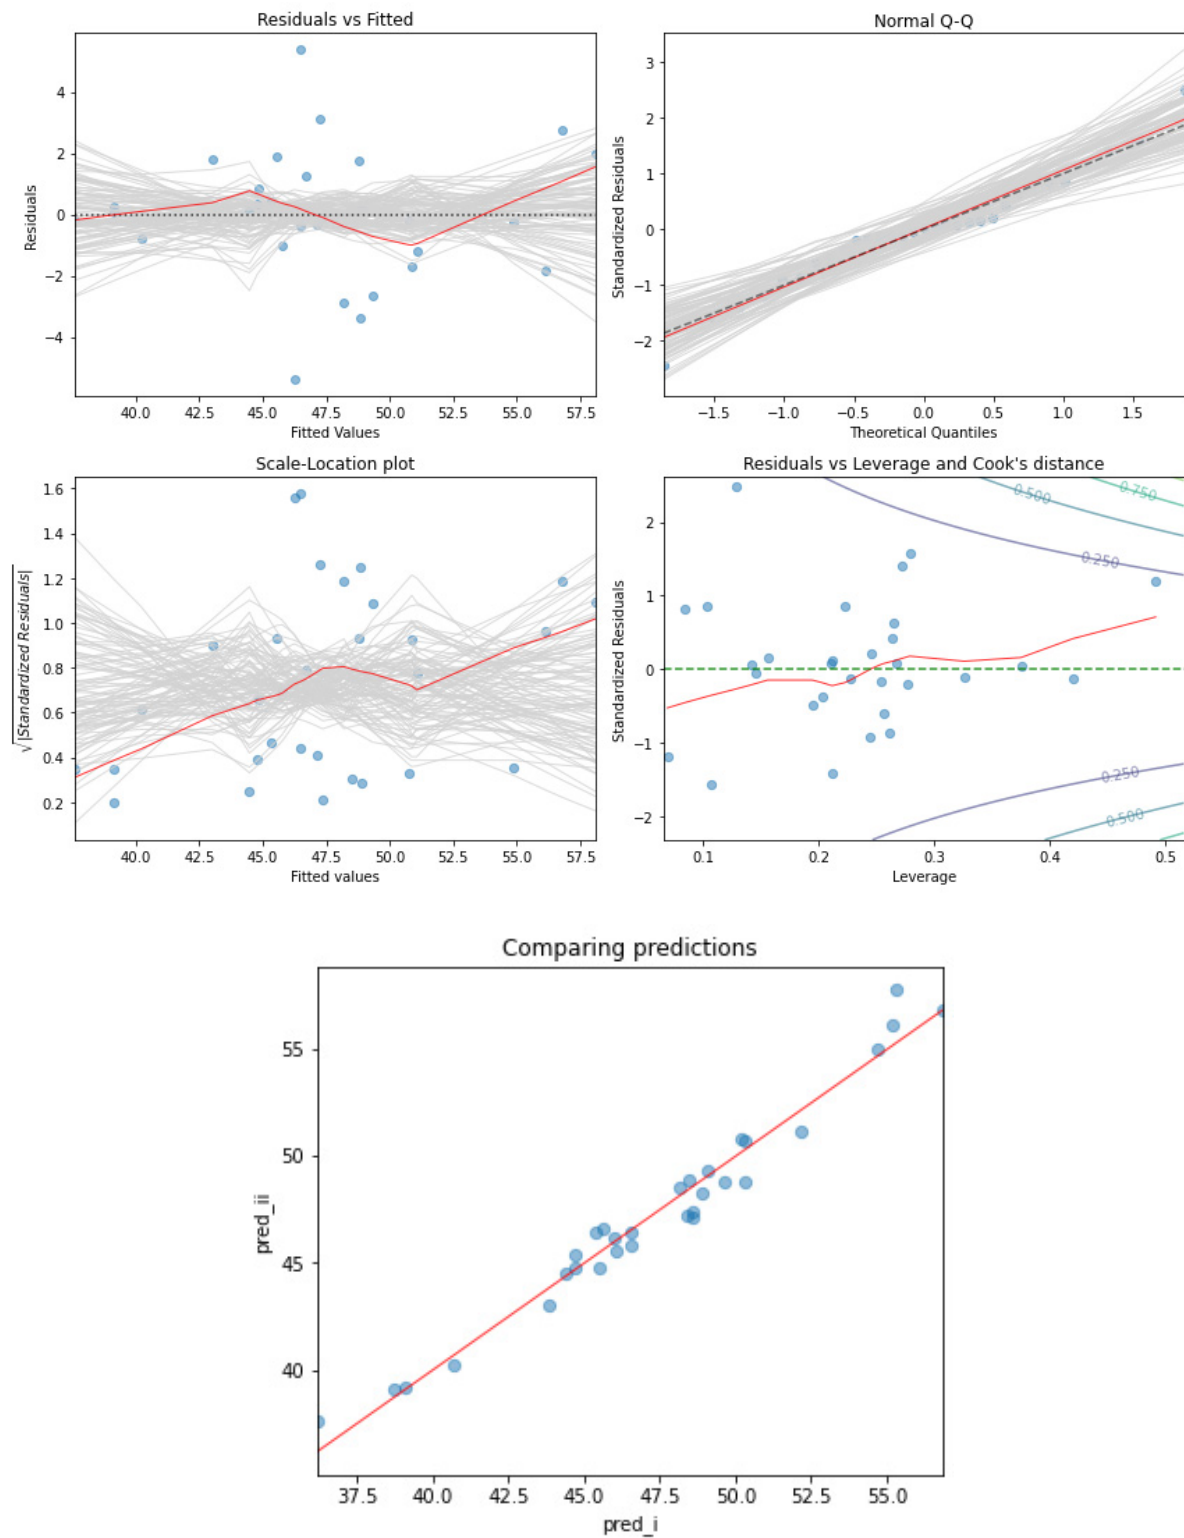 Residuals vs Fitted
4
2
0
−2
−4
Residuals
40.0 42.5 45.0 47.5 50.0 52.5 55.0 57.5
Fitted Values
Normal Q-Q
3
2
1
0
−1
−2
Standardized Residuals
−1.5 −1.0 −0.5 0.0 0.5 1.0 1.5
Theoretical Quantiles
Scale-Location plot
1.6
1.4
1.2
1.0
0.8
0.6
0.4
0.2
√|Standardized Residuals|
40.0 42.5 45.0 47.5 50.0 52.5 55.0 57.5
Fitted values
Residuals vs Leverage and Cook's distance
0.500
0.750
0.250
0.250
0.500
2
1
0
−1
−2
Standardized Residuals
0.1 0.2 0.3 0.4 0.5
Leverage
Comparing predictions
55
50
45
40
pred_ii
37.5 40.0 42.5 45.0 47.5 50.0 52.5 55.0
pred_i